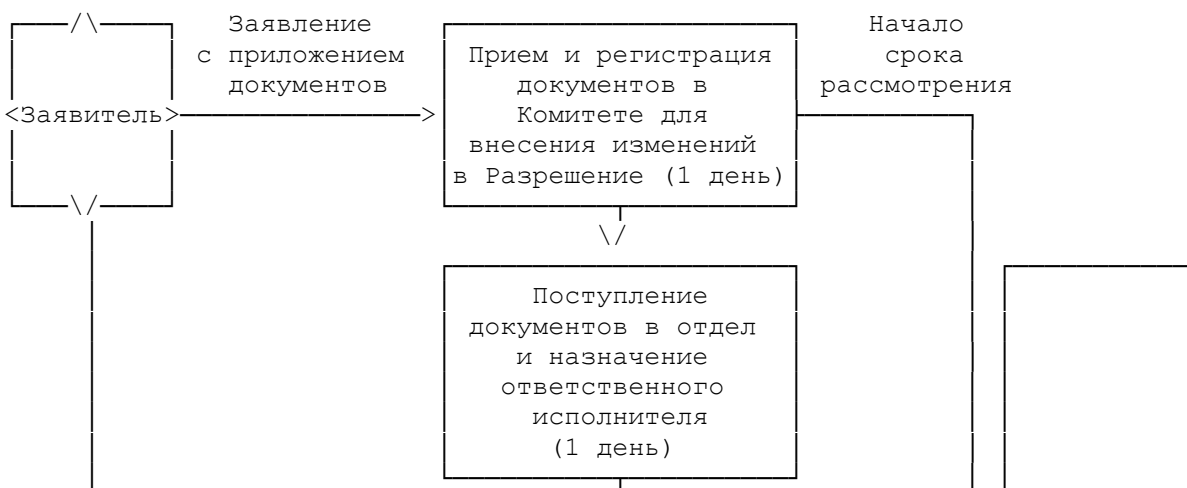 Заявление
с приложением
документов
<Заявитель>
Прием и регистрация
документов в
Комитете для
внесения изменений
в Разрешение (1 день)
Начало
срока
рассмотрения
Поступление
документов в отдел
и назначение
ответственного
исполнителя
(1 день)